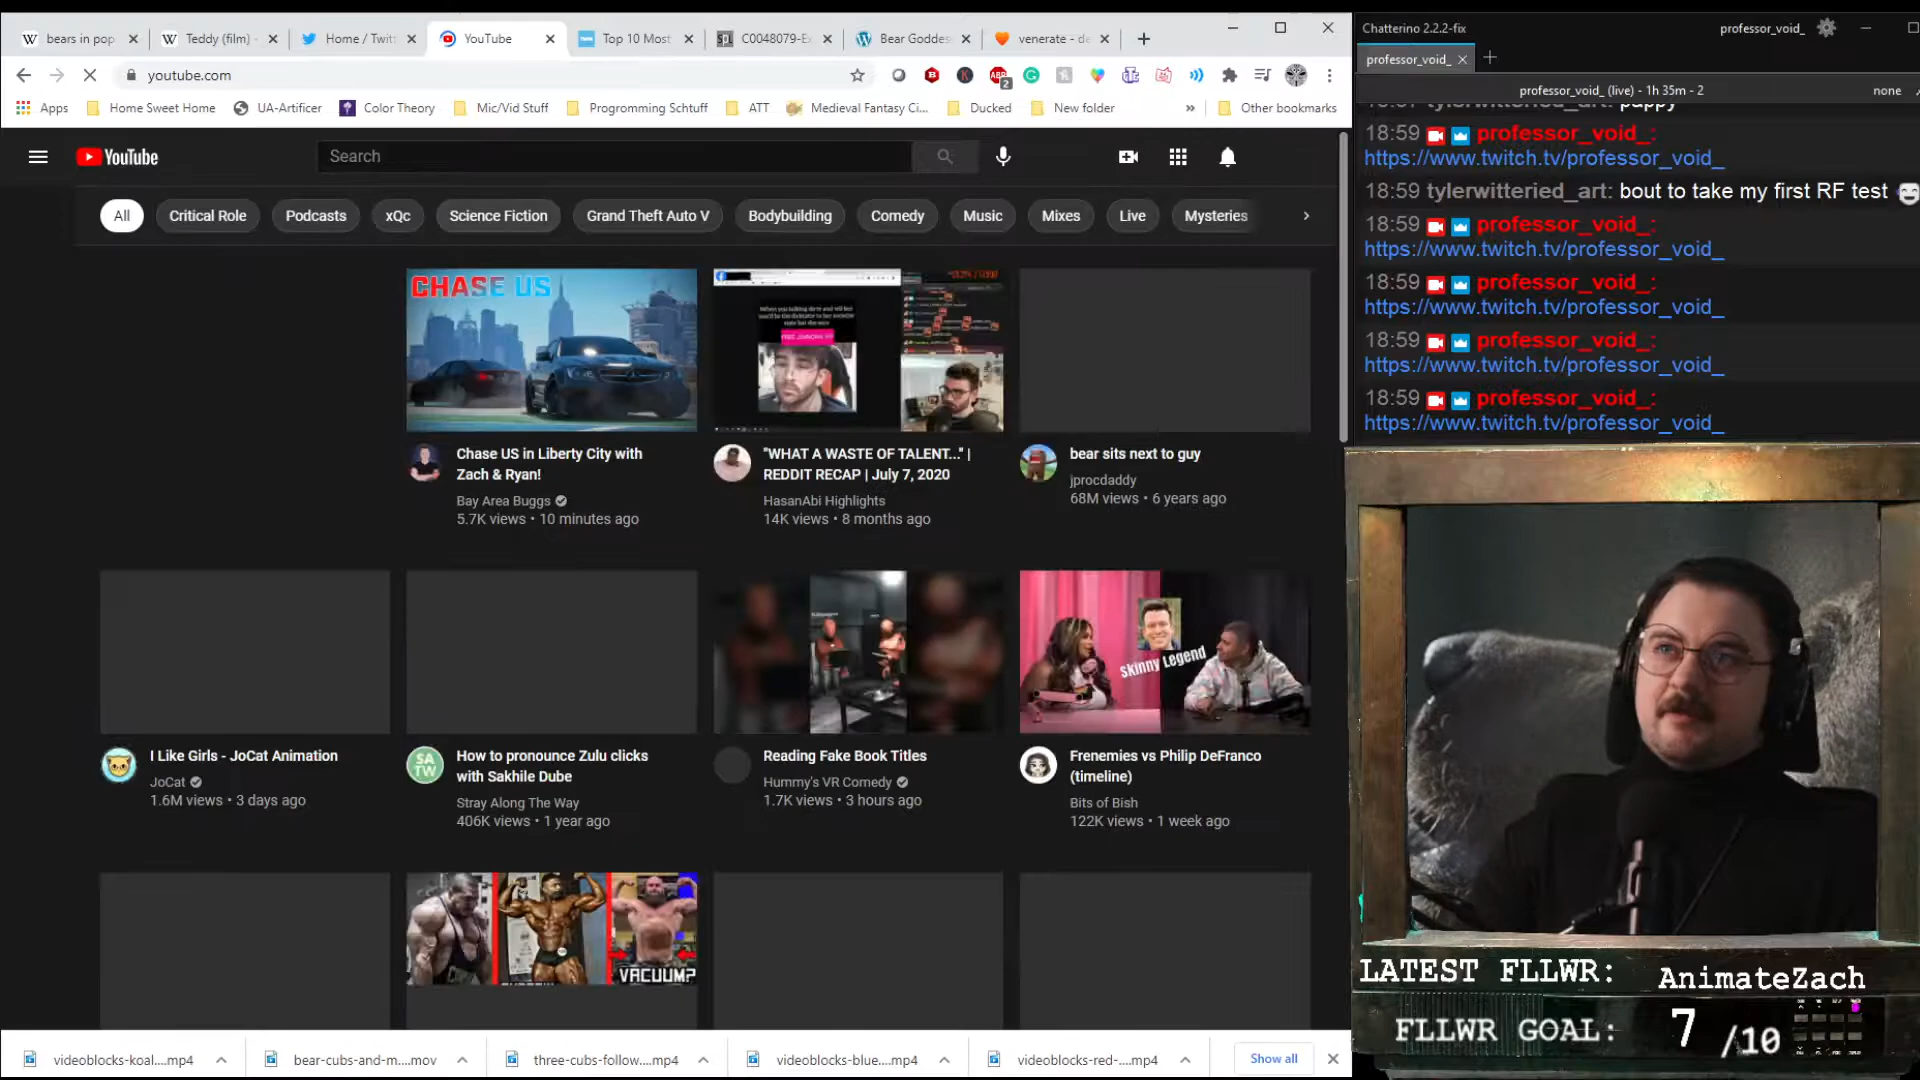 bears in pop
Teddy (film) -
Home / Twitt
YouTube
Top 10 Most
C0048079-Ex
Bear Goddes
venerate - de
youtube.com
2
Apps
Home Sweet Home
UA-Artificer
Color Theory
Mic/Vid Stuff
Programming Schtuff
ATT
Medieval Fantasy Ci...
Ducked
New folder
»
Other bookmarks
YouTube
Search
All
Critical Role
Podcasts
xQc
Science Fiction
Grand Theft Auto V
Bodybuilding
Comedy
Music
Mixes
Live
Mysteries
CHASE US
Chase US in Liberty City with
Zach & Ryan!
Bay Area Buggs
5.7K views • 10 minutes ago
"WHAT A WASTE OF TALENT..." |
REDDIT RECAP | July 7, 2020
HasanAbi Highlights
14K views • 8 months ago
bear sits next to guy
jprocdaddy
68M views • 6 years ago
Skinny Legend
I Like Girls - JoCat Animation
JoCat
1.6M views • 3 days ago
SA
TW
How to pronounce Zulu clicks
with Sakhile Dube
Stray Along The Way
406K views • 1 year ago
Reading Fake Book Titles
Hummy's VR Comedy
1.7K views • 3 hours ago
Frenemies vs Philip DeFranco
(timeline)
Bits of Bish
122K views • 1 week ago
VACUUM?
videoblocks-koal....mp4
bear-cubs-and-m....mov
three-cubs-follow....mp4
videoblocks-blue....mp4
videoblocks-red-....mp4
Show all
Chatterino 2.2.2-fix
professor_void_
professor_void_
professor_void_ (live) - 1h 35m - 2
none
tylerwitteried_art: puppy
18:59 professor_void_:
https://www.twitch.tv/professor_void_
18:59 tylerwitteried_art: bout to take my first RF test
18:59 professor_void_:
https://www.twitch.tv/professor_void_
18:59 professor_void_:
https://www.twitch.tv/professor_void_
18:59 professor_void_:
https://www.twitch.tv/professor_void_
18:59 professor_void_:
https://www.twitch.tv/professor_void_
LATEST FLLWR: AnimateZach
FLLWR GOAL: 7 /10